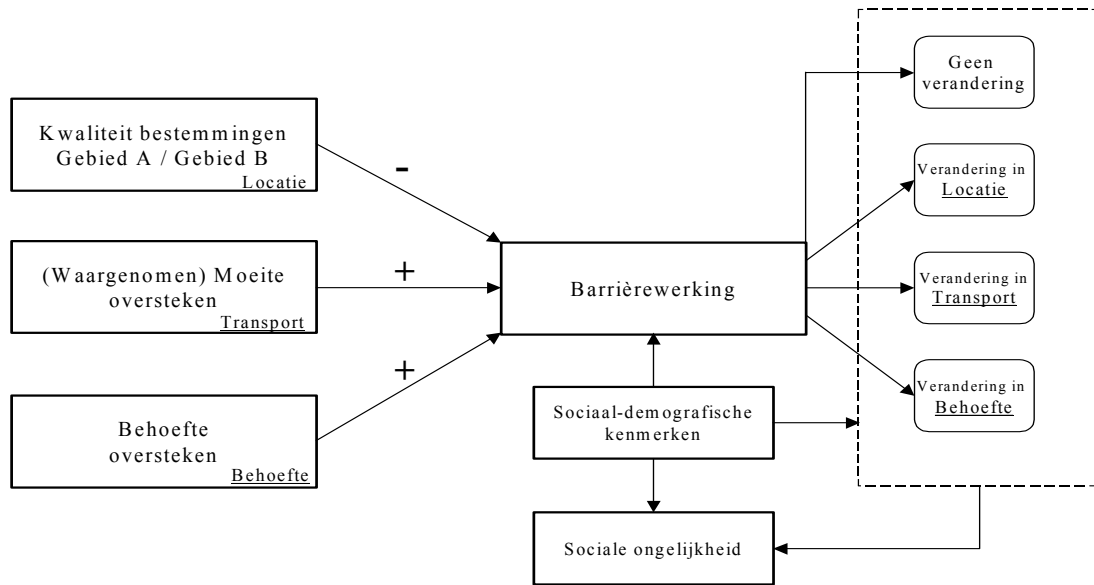 Kwaliteit bestemmingen
Gebied A / Gebied B
Locatie
-
(Waargenomen) Moeite
oversteken
Transport
+
Behoefte
oversteken
Behoefte
+
Barrièrewerking
Sociaal-demografische
kenmerken
Sociale ongelijkheid
Geen
verandering
Verandering in
Locatie
Verandering in
Transport
Verandering in
Behoefte